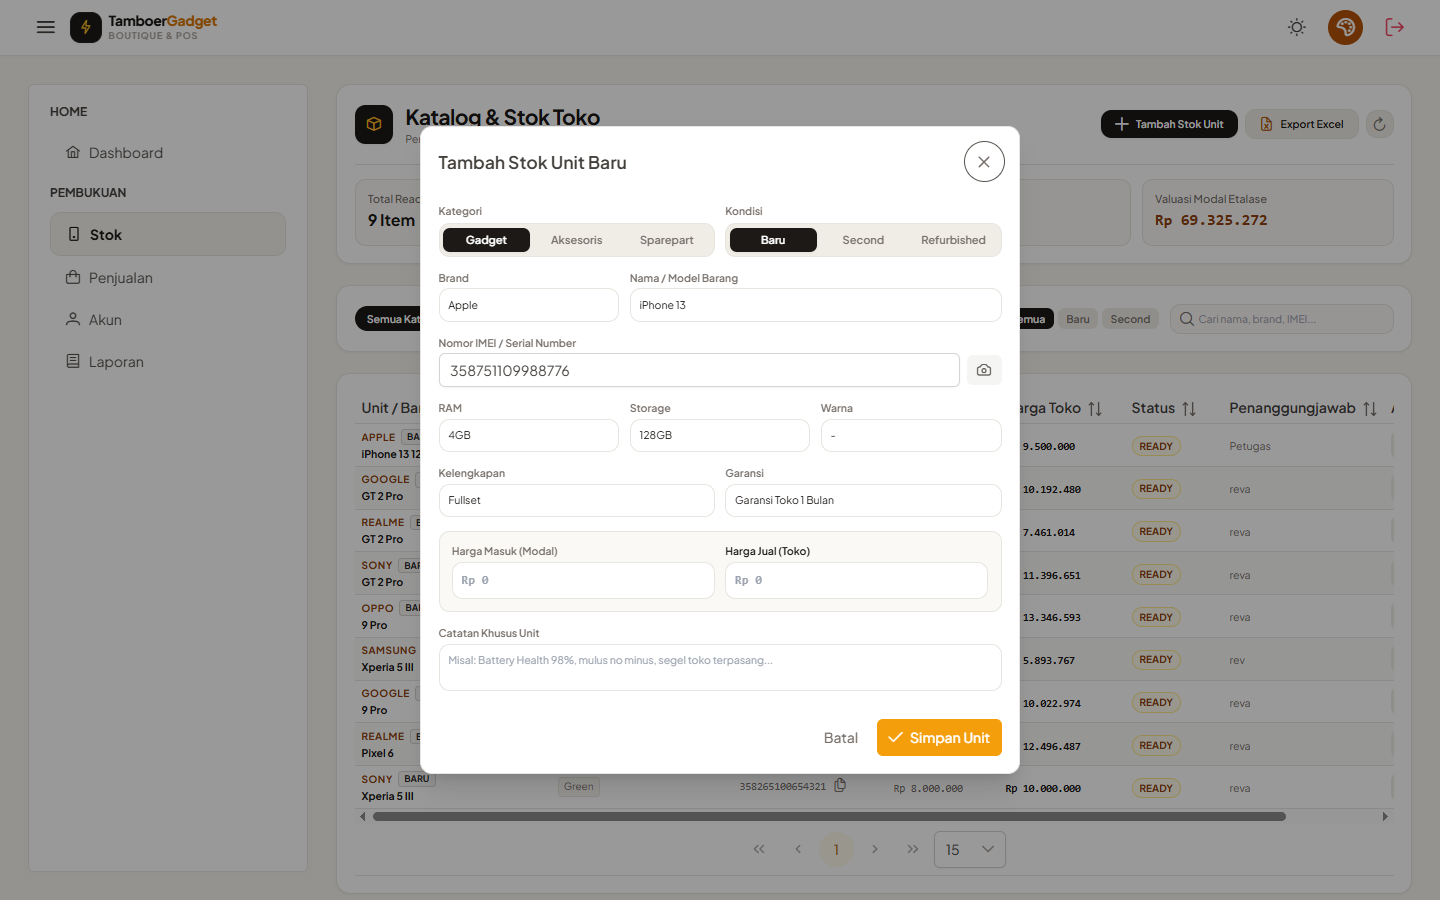 TamboerGadget
BOUTIQUE & POS
HOME
Dashboard
PEMBUKUAN
Stok
Penjualan
Akun
Laporan
Katalog & Stok Toko
Tambah Stok Unit
Export Excel
Total
9 Item
Valuasi Modal Etalase
Rp 69.325.272
Semua
Baru
Second
Cari nama, brand, IMEI...
Unit /
Toko
Status
Penanggungjawab
APPLE
iPhone 13
9.500.000
READY
Petugas
GOOGLE
GT 2 Pro
10.192.480
READY
reva
REALME
GT 2 Pro
7.461.014
READY
reva
SONY
GT 2 Pro
11.396.651
READY
reva
OPPO
9 Pro
13.346.593
READY
reva
SAMSUNG
Xperia 5 III
5.893.767
READY
rev
GOOGLE
9 Pro
10.022.974
READY
reva
REALME
Pixel 6
12.496.487
READY
reva
SONY BARU
Xperia 5 III
Green
358265100654321
Rp 8.000.000
Rp 10.000.000
READY
reva
1
15
Tambah Stok Unit Baru
Kategori
Gadget
Aksesoris
Sparepart
Kondisi
Baru
Second
Refurbished
Brand
Apple
Nama / Model Barang
iPhone 13
Nomor IMEI / Serial Number
358751109988776
RAM
4GB
Storage
128GB
Warna
-
Kelengkapan
Fullset
Garansi
Garansi Toko 1 Bulan
Harga Masuk (Modal)
Rp 0
Harga Jual (Toko)
Rp 0
Catatan Khusus Unit
Misal: Battery Health 98%, mulus no minus, segel toko terpasang...
Batal
Simpan Unit